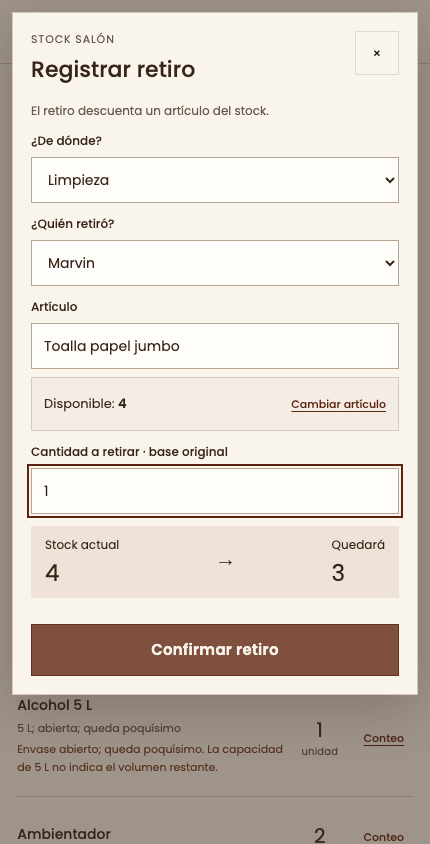 STOCK SALÓN
Registrar retiro
×
El retiro descuenta un artículo del stock.
¿De dónde?
Limpieza
¿Quién retiró?
Marvin
Artículo
Toalla papel jumbo
Disponible: 4
Cambiar artículo
Cantidad a retirar · base original
1
Stock actual
4
→
Quedará
3
Confirmar retiro
Alcohol 5 L
5 L; abierta; queda poquísimo
Envase abierto; queda poquísimo. La capacidad
de 5 L no indica el volumen restante.
1
unidad
Conteo
Ambientador
2
Conteo